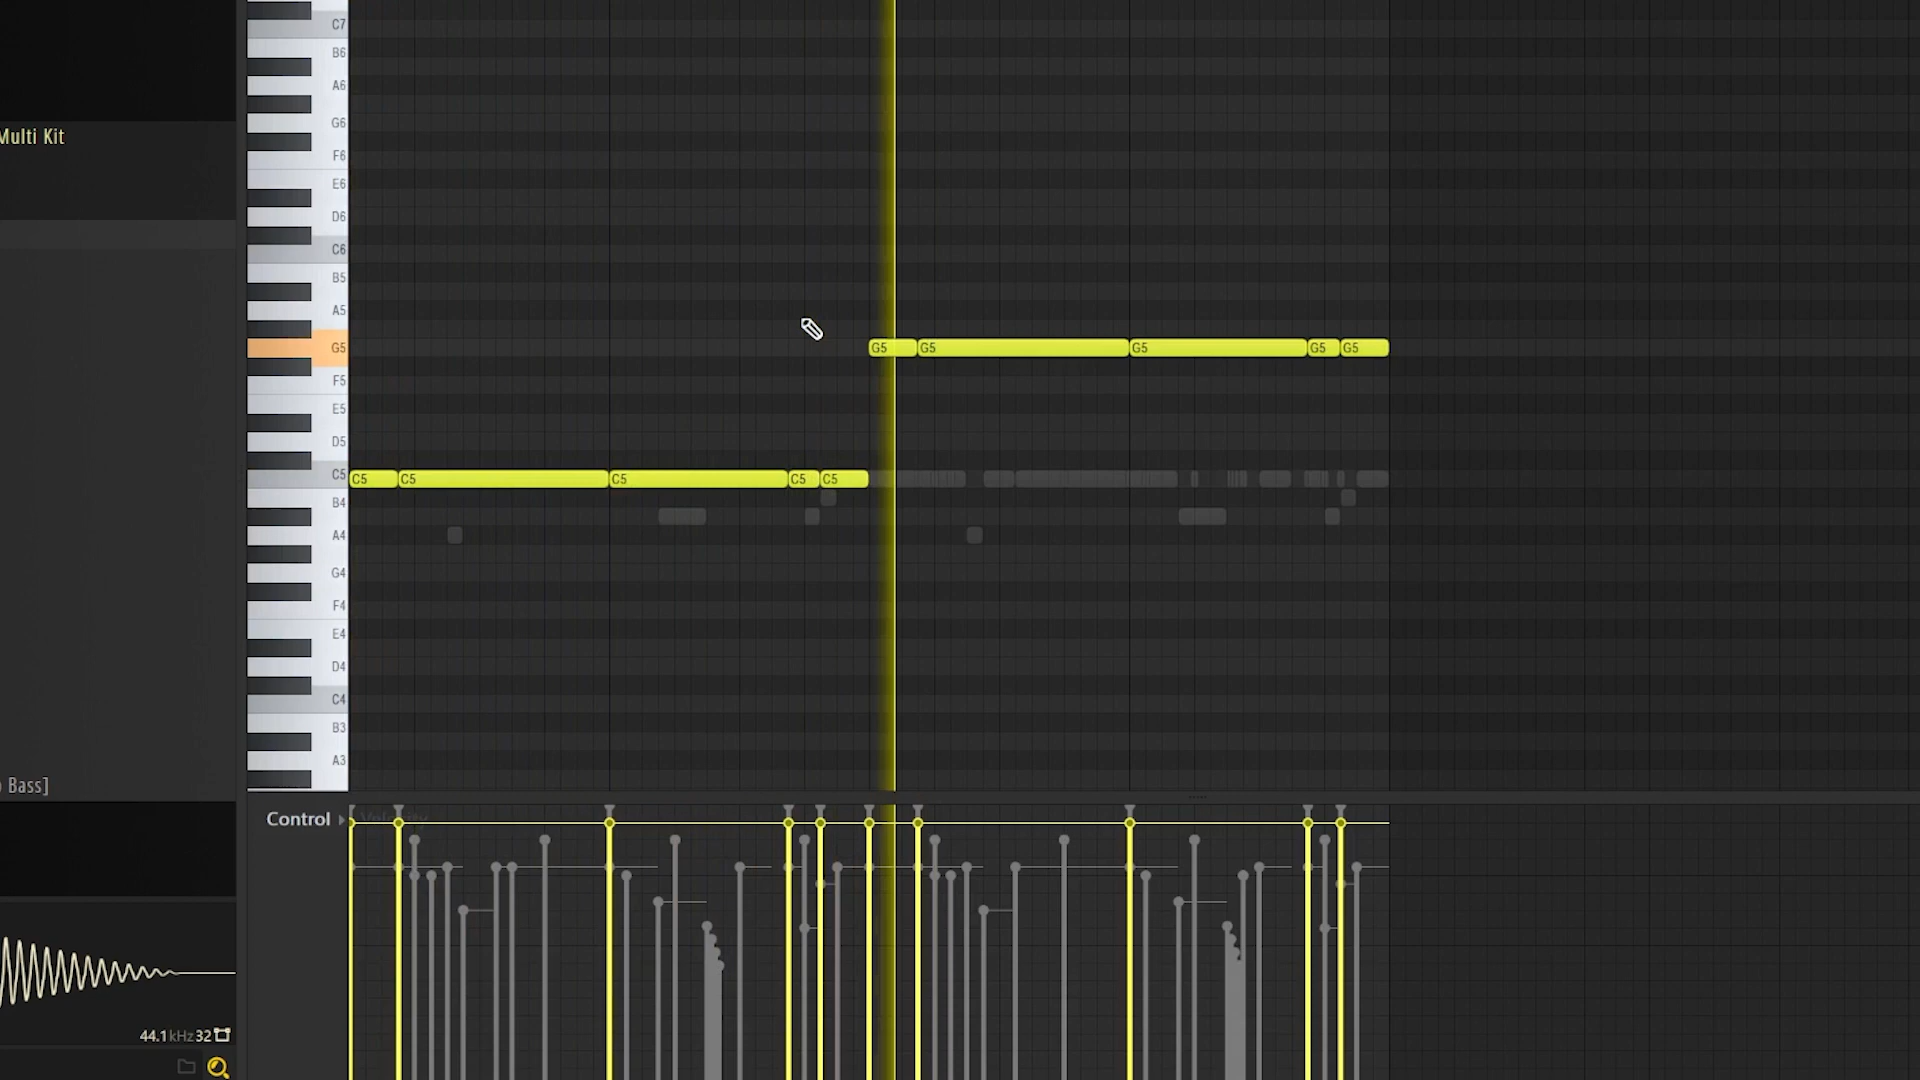 Multi Kit
Bass]
44.1kHz 32
C7
B6
A6
G6
F6
E6
D6
C6
B5
A5
G5
F5
E5
D5
C5
B4
A4
G4
F4
E4
D4
C4
B3
A3
G5 G5 G5 G5 G5
C5 C5 C5 C5 C5
Control
Velocity